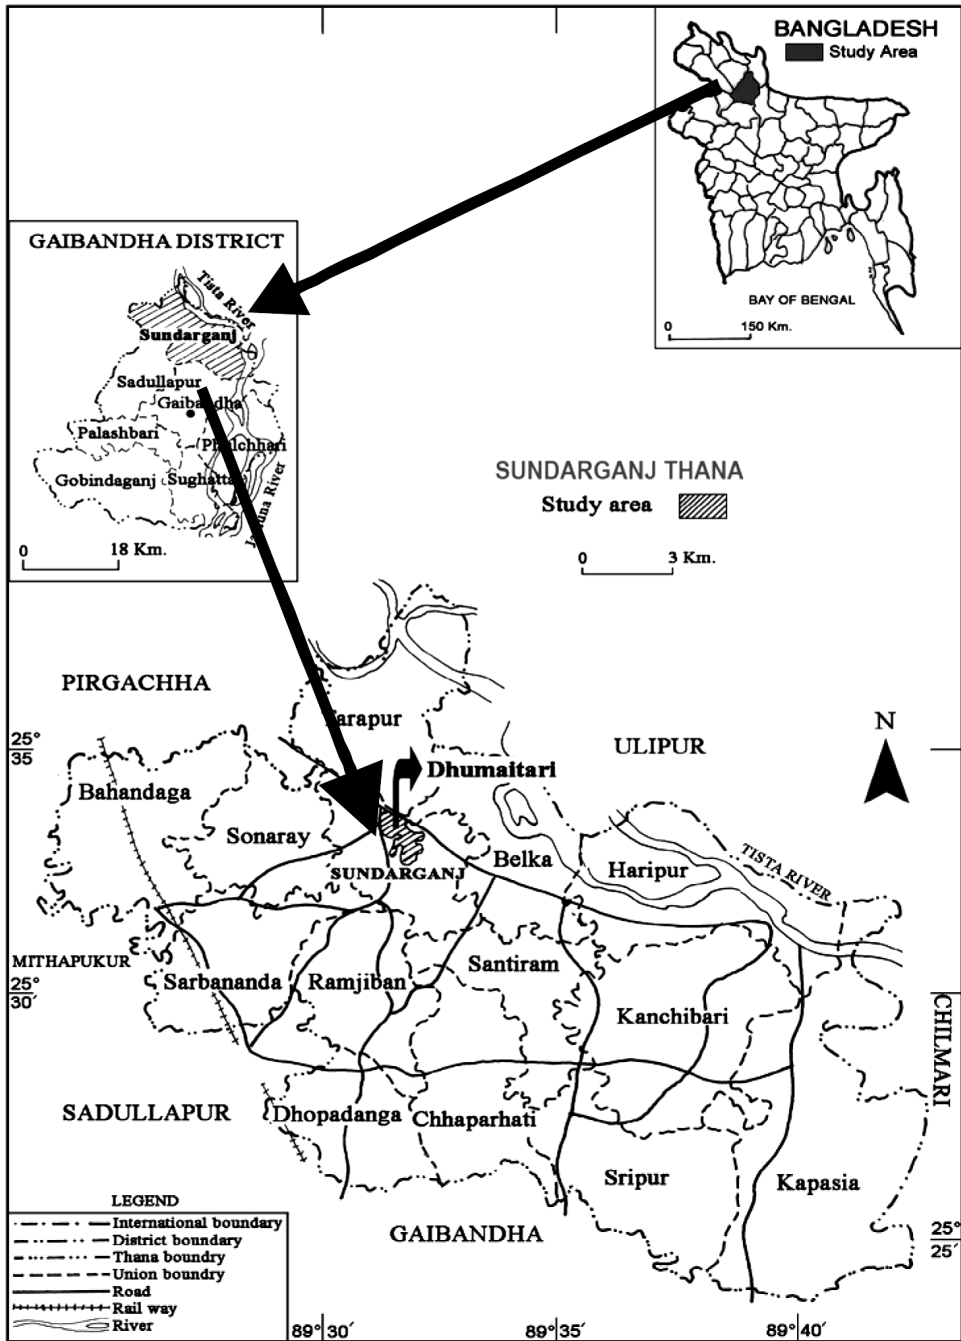 BANGLADESH
Study Area
BAY OF BENGAL
0 150 Km.
GAIBANDHA DISTRICT
Tista River
Sundarganj
Sadullapur
Gaibandha
Palashbari
Phulchhari
Gobindaganj
Sughatta
River
0 18 Km.
SUNDARGANJ THANA
Study area
0 3 Km.
PIRGACHHA
Tarapur
N
ULIPUR
25°
35'
Dhumaitari
Bahandaga
Sonaray
Belka
Haripur
TISTA RIVER
SUNDARGANJ
MITHAPUKUR
Sarbananda
Ramjiban
Santiram
25°
30'
Kanchibari
CHILMARI
SADULLAPUR
Dhopadanga
Chhaparhati
Sripur
Kapasia
GAIBANDHA
25°
25'
LEGEND
International boundary
District boundary
Thana boundry
Union boundry
Road
Rail way
River
89° 30'
89° 35'
89° 40'